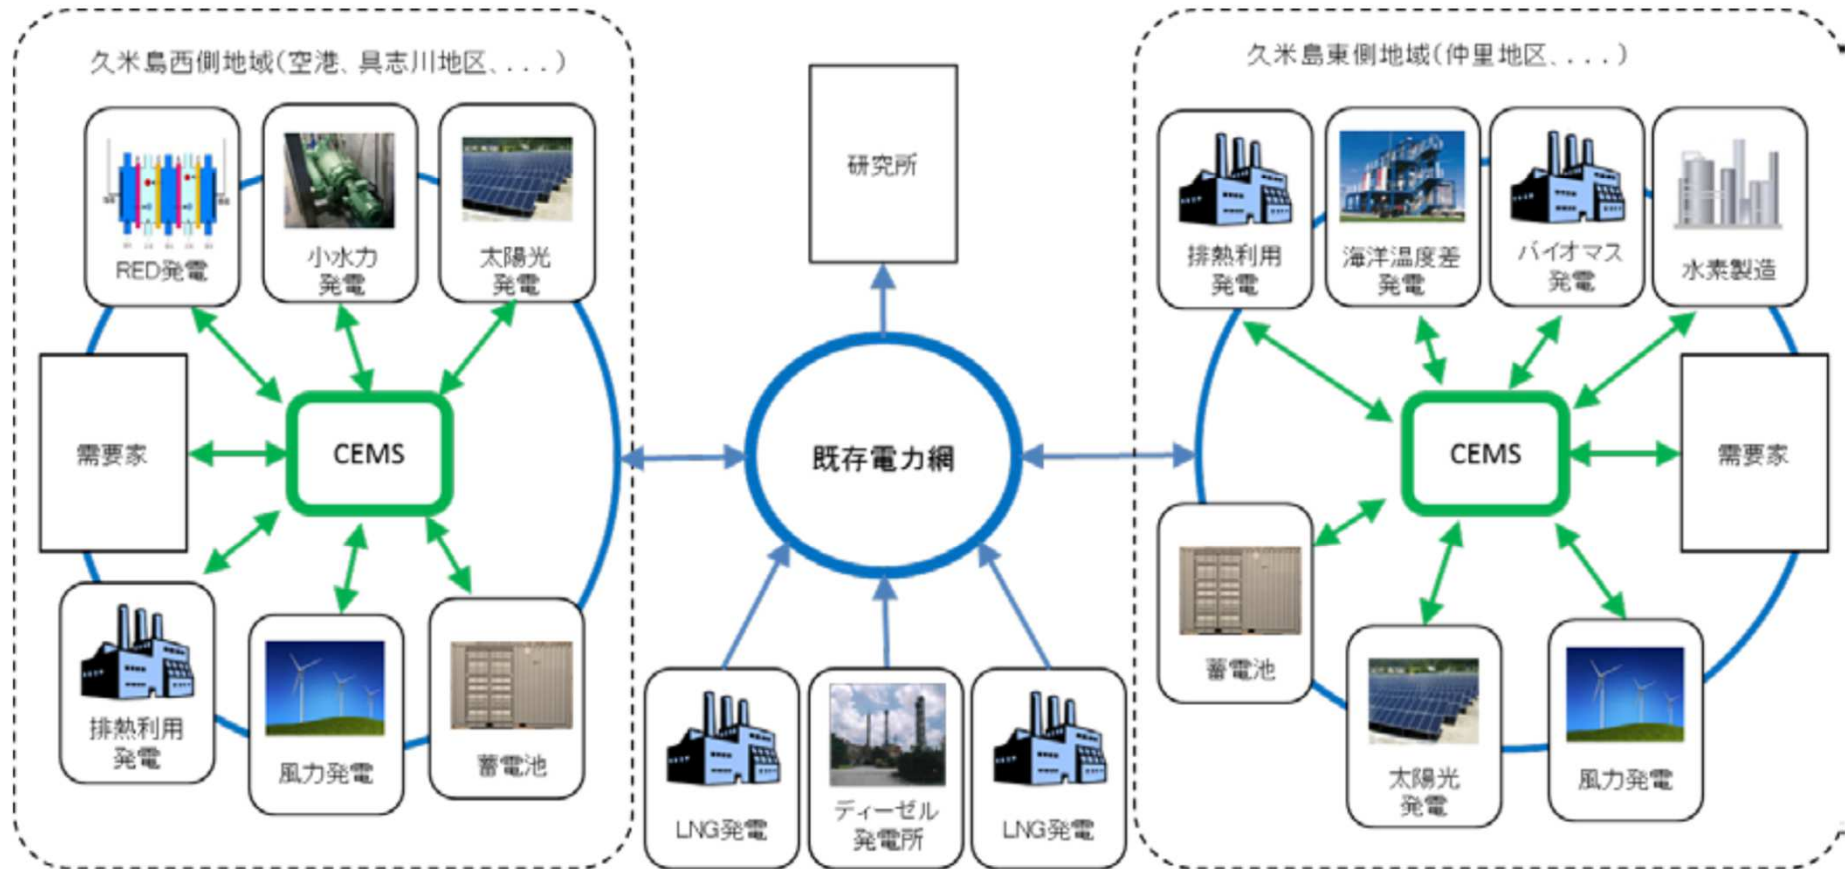 久米島西側地域(空港、具志川地区、....)
RED発電
小水力
発電
太陽光
発電
需要家
CEMS
排熱利用
発電
風力発電
蓄電池
研究所
既存電力網
LNG発電
ディーゼル
発電所
LNG発電
久米島東側地域(仲里地区、....)
排熱利用
発電
海洋温度差
発電
バイオマス
発電
水素製造
CEMS
需要家
蓄電池
太陽光
発電
風力発電